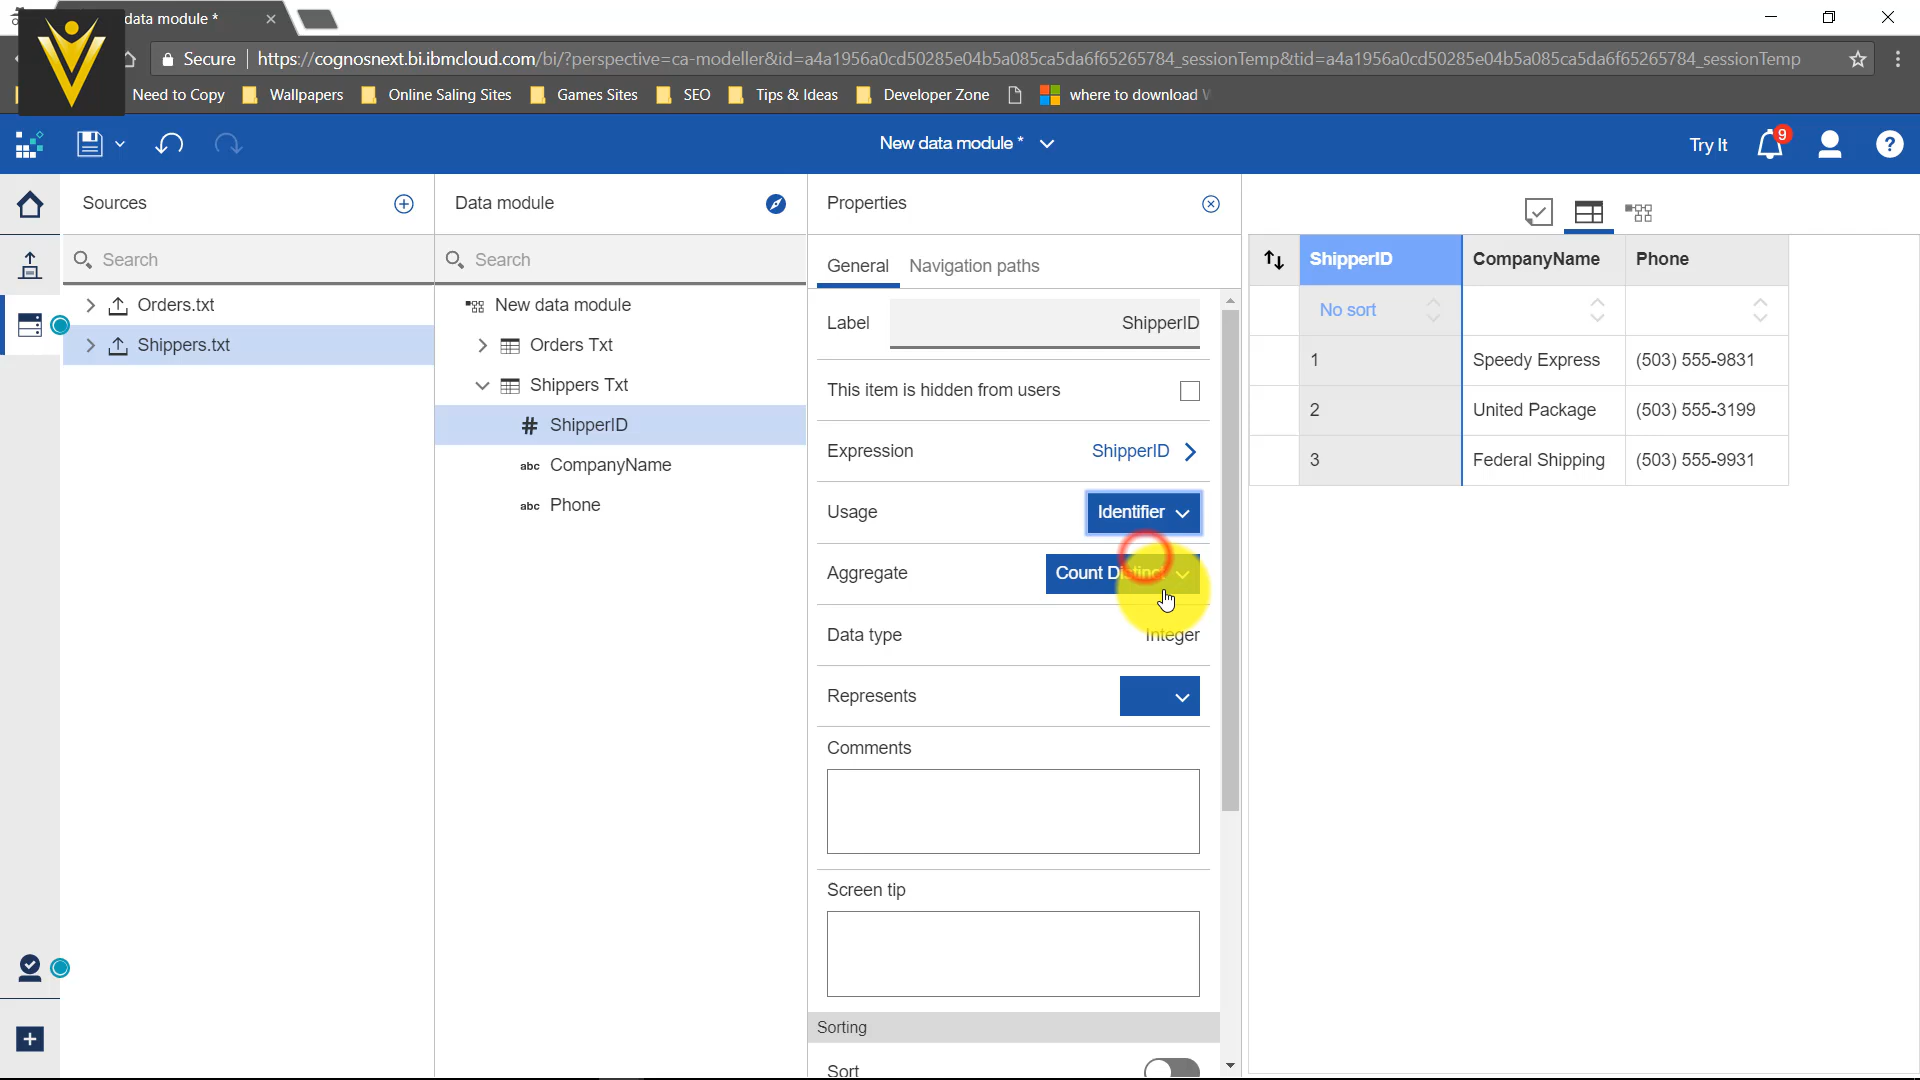 data module *
Secure
https://cognosnext.bi.ibmcloud.com/bi/?perspective=ca-modeller&id=a4a1956a0cd50285e04b5a085ca5da6f65265784_sessionTemp&tid=a4a1956a0cd50285e04b5a085ca5da6f65265784_sessionTemp
Need to Copy
Wallpapers
Online Saling Sites
Games Sites
SEO
Tips & Ideas
Developer Zone
where to download
New data module *
Try It
9
?
Sources
Data module
Properties
Search
Search
General
Navigation paths
Orders.txt
Shippers.txt
New data module
Orders Txt
Shippers Txt
# ShipperID
abc CompanyName
abc Phone
Label
ShipperID
This item is hidden from users
Expression
ShipperID
Usage
Identifier
Aggregate
Count Distinct
Data type
Integer
Represents
Comments
Screen tip
Sorting
Sort
ShipperID
CompanyName
Phone
No sort
1
Speedy Express
(503) 555-9831
2
United Package
(503) 555-3199
3
Federal Shipping
(503) 555-9931